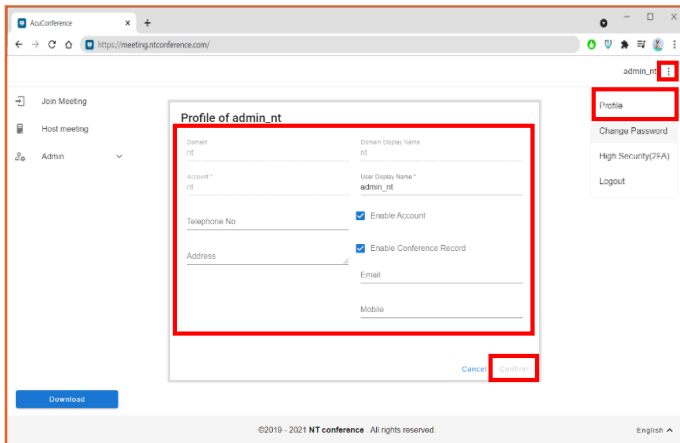 AcuConference
https://meeting.ntconference.com/
admin_nt
Join Meeting
Host meeting
Admin
Profile
Change Password
High Security(2FA)
Logout
Profile of admin_nt
Domain
nt
Domain Display Name
nt
Account *
nt
User Display Name *
admin_nt
Telephone No
Enable Account
Address
Enable Conference Record
Email
Mobile
Cancel
Confirm
Download
©2019 - 2021 NT conference . All rights reserved.
English